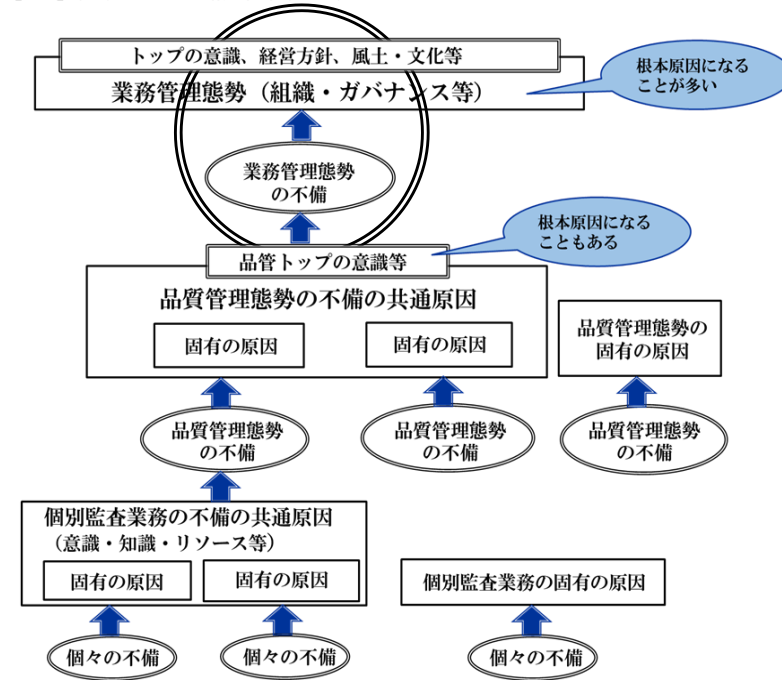 トップの意識、経営方針、風土・文化等
業務管理態勢（組織・ガバナンス等）
根本原因になる
ことが多い
業務管理態勢
の不備
根本原因になる
こともある
品管トップの意識等
品質管理態勢の不備の共通原因
固有の原因
固有の原因
品質管理態勢の
固有の原因
品質管理態勢
の不備
品質管理態勢
の不備
品質管理態勢
の不備
個別監査業務の不備の共通原因
（意識・知識・リソース等）
固有の原因
固有の原因
個別監査業務の固有の原因
個々の不備
個々の不備
個々の不備